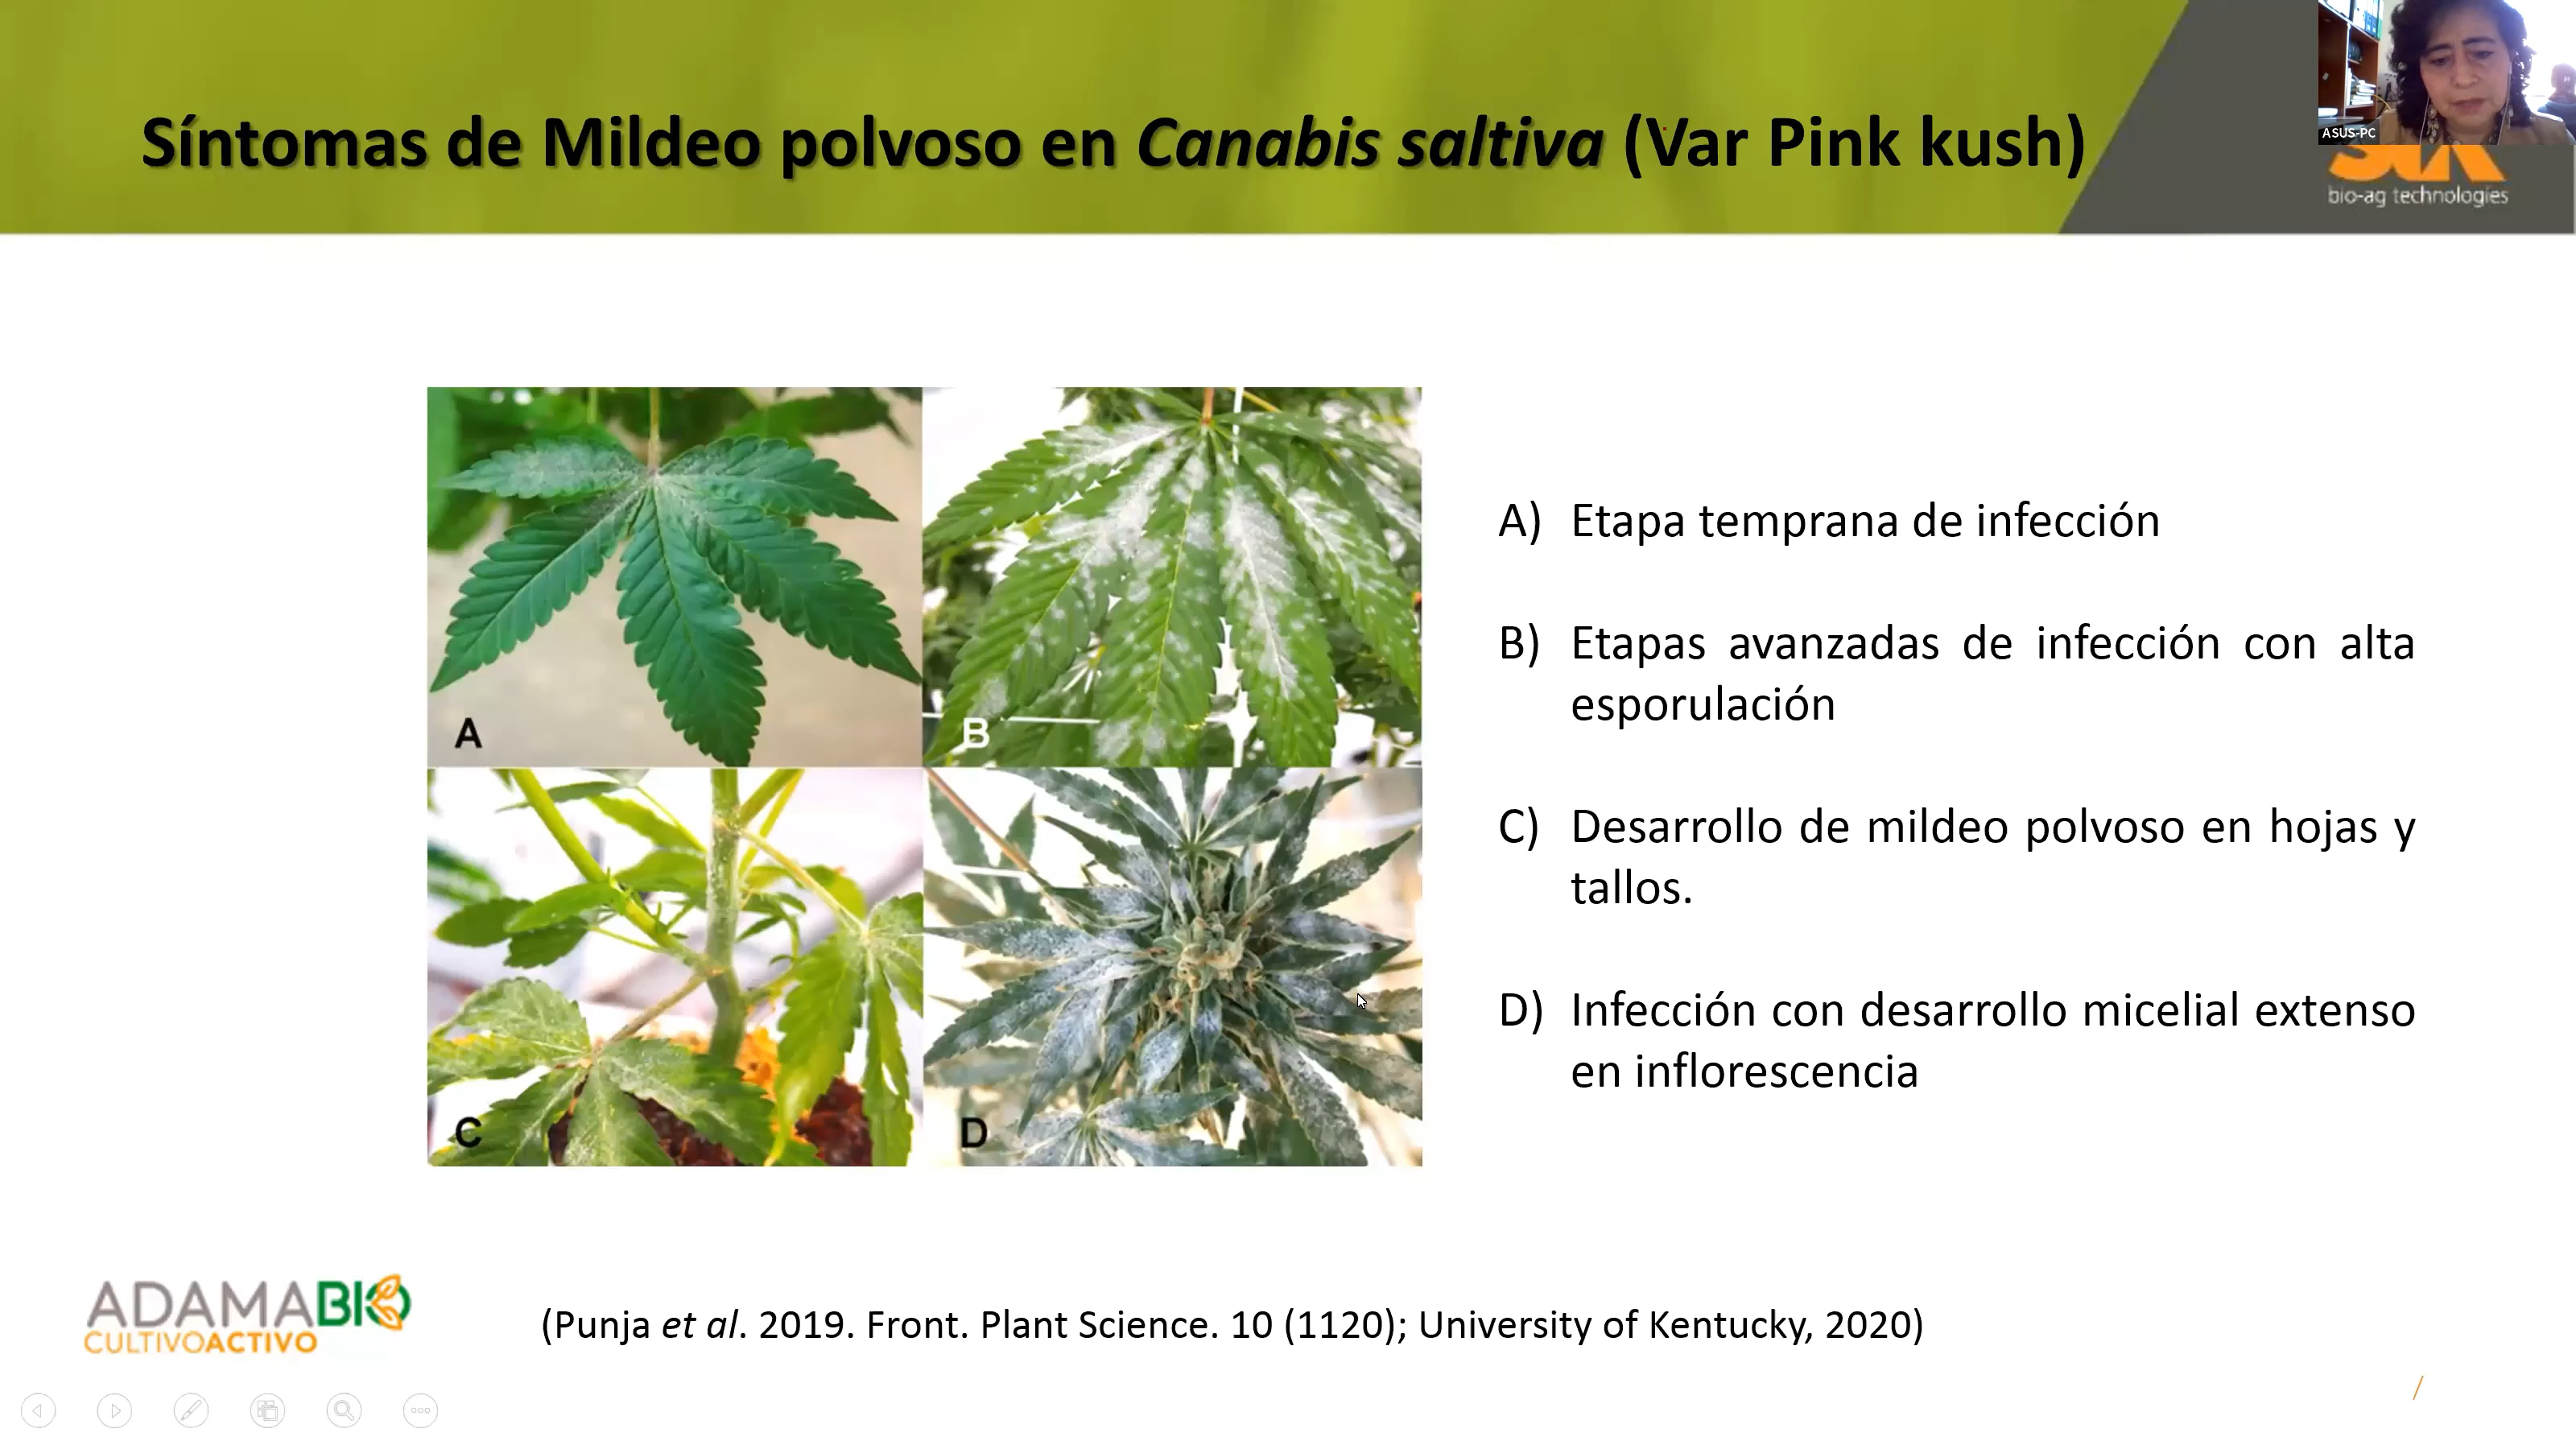 Síntomas de Mildeo polvoso en Canabis saltiva (Var Pink kush)
ASUS-PC
bio-ag technologies
A
B
C
D
A) Etapa temprana de infección
B) Etapas avanzadas de infección con alta
esporulación
C) Desarrollo de mildeo polvoso en hojas y
tallos.
D) Infección con desarrollo micelial extenso
en inflorescencia
ADAMABIO
CULTIVOACTIVO
(Punja et al. 2019. Front. Plant Science. 10 (1120); University of Kentucky, 2020)
/